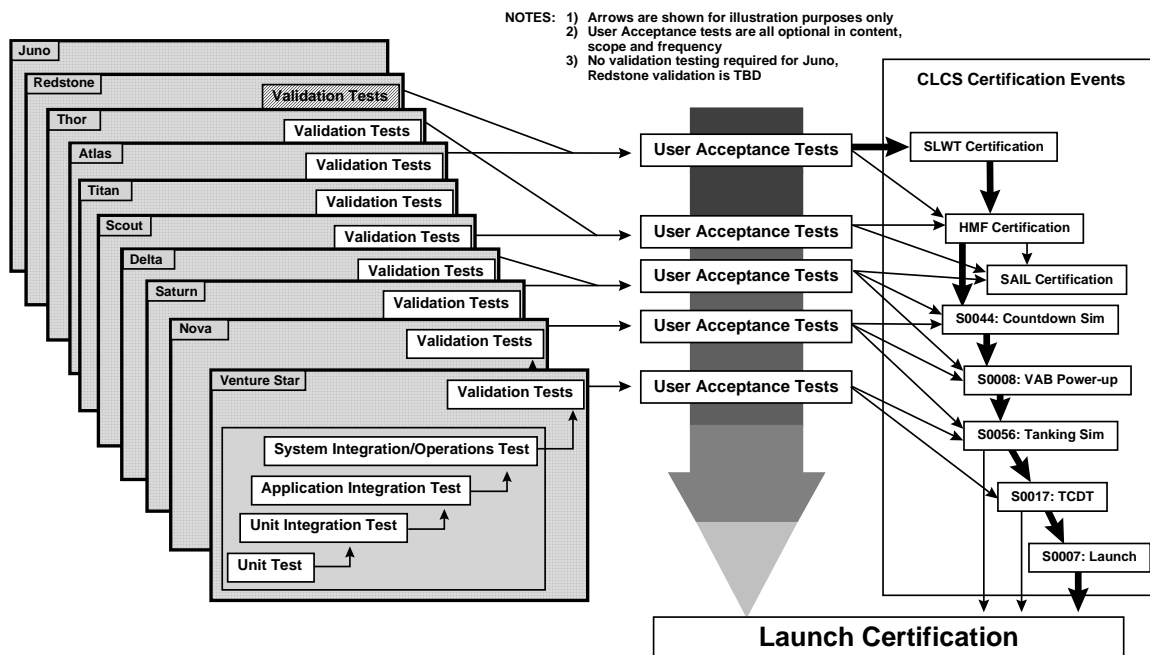 NOTES: 1) Arrows are shown for illustration purposes only
2) User Acceptance tests are all optional in content,
scope and frequency
3) No validation testing required for Juno,
Redstone validation is TBD
Juno
Redstone
Validation Tests
Thor
Validation Tests
Atlas
Validation Tests
Titan
Validation Tests
Scout
Validation Tests
Delta
Validation Tests
Saturn
Validation Tests
Nova
Validation Tests
Venture Star
Validation Tests
System Integration/Operations Test
Application Integration Test
Unit Integration Test
Unit Test
User Acceptance Tests
User Acceptance Tests
User Acceptance Tests
User Acceptance Tests
User Acceptance Tests
CLCS Certification Events
SLWT Certification
HMF Certification
SAIL Certification
S0044: Countdown Sim
S0008: VAB Power-up
S0056: Tanking Sim
S0017: TCDT
S0007: Launch
Launch Certification